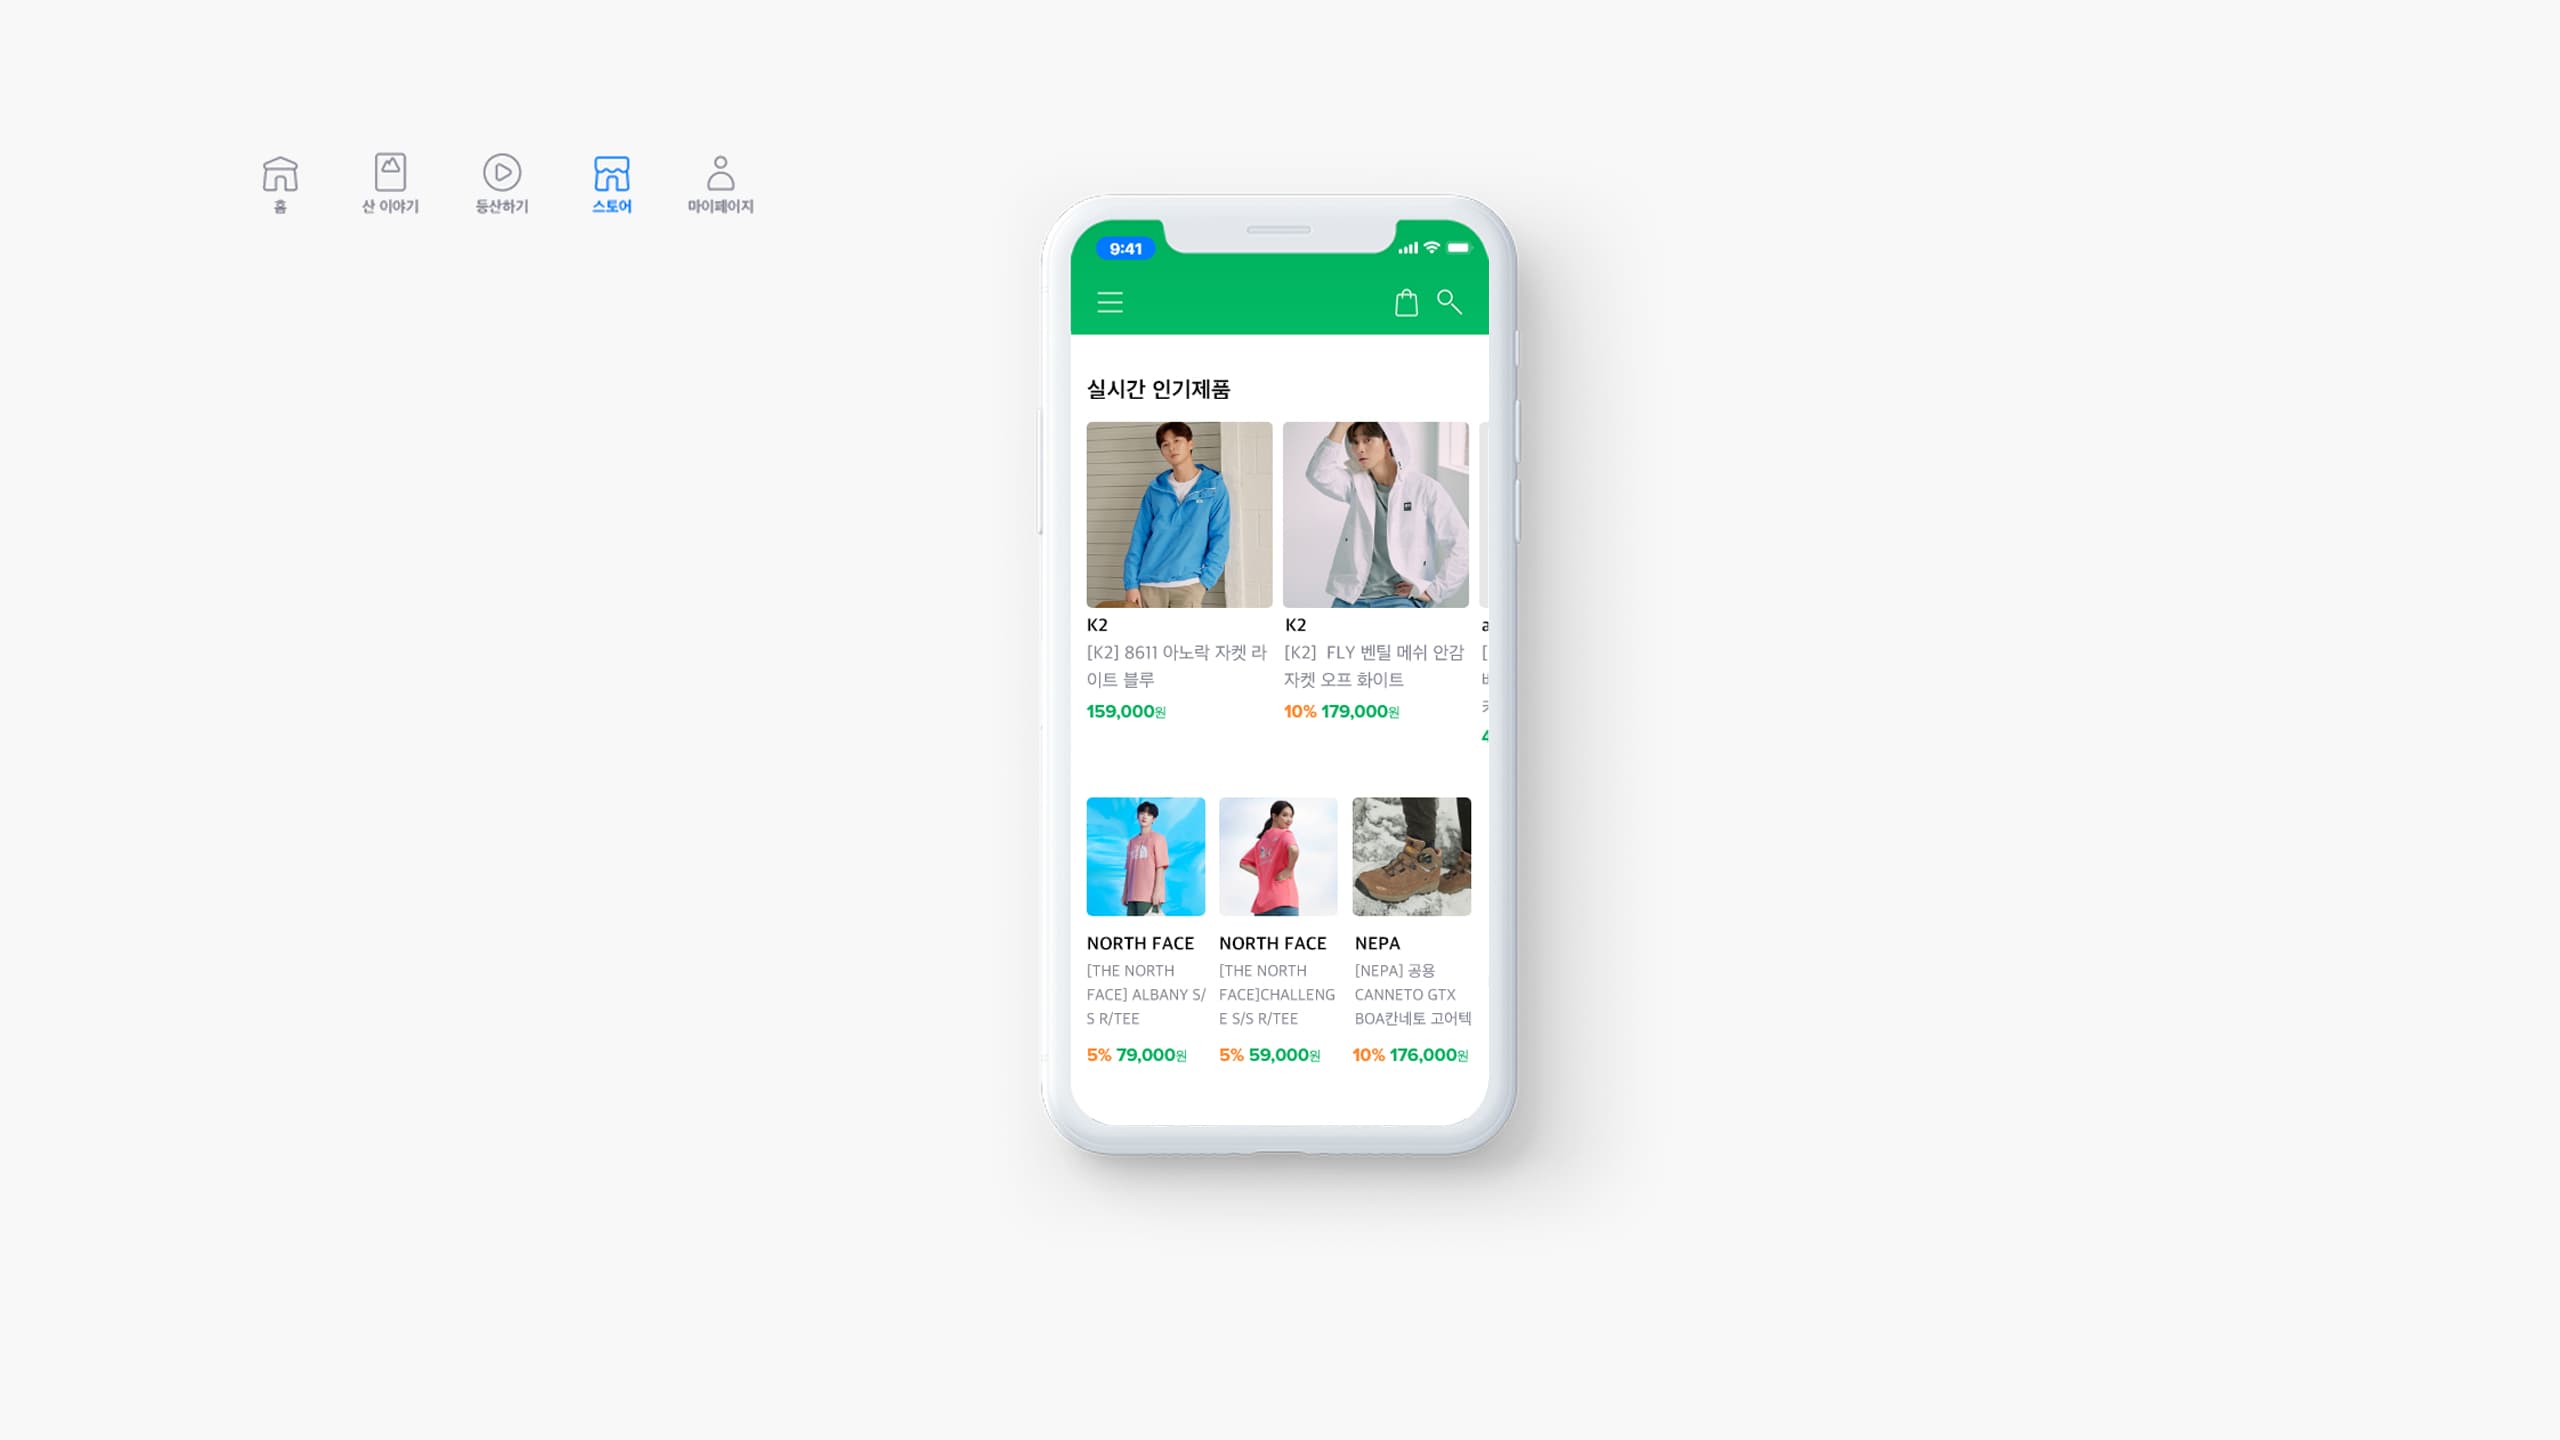 홈
산 이야기
등산하기
스토어
마이페이지
9:41
실시간 인기제품
K2
[K2] 8611 아노락 자켓 라
이트 블루
159,000원
K2
[K2] FLY 벤틸 메쉬 안감
자켓 오프 화이트
10% 179,000원
a
[
4
NORTH FACE
[THE NORTH
FACE] ALBANY S/
S R/TEE
5% 79,000원
NORTH FACE
[THE NORTH
FACE]CHALLENG
E S/S R/TEE
5% 59,000원
NEPA
[NEPA] 공용
CANNETO GTX
BOA칸네토 고어텍
10% 176,000원